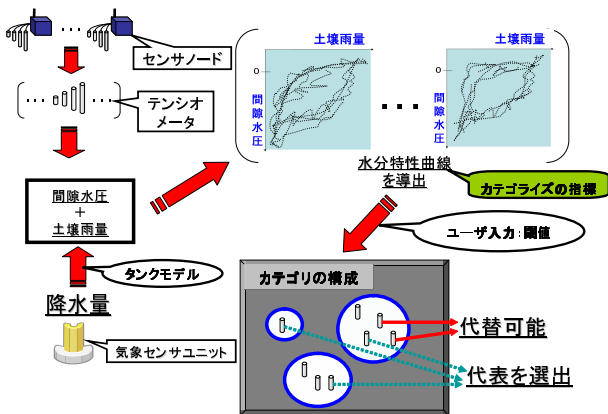 センサノード
テンシオ
メータ
間隙水圧
+
土壌雨量
タンクモデル
降水量
気象センサユニット
土壌雨量
0
間隙水圧
土壌雨量
0
間隙水圧
水分特性曲線
を導出
カテゴライズの指標
ユーザ入力:閾値
カテゴリの構成
代替可能
代表を選出